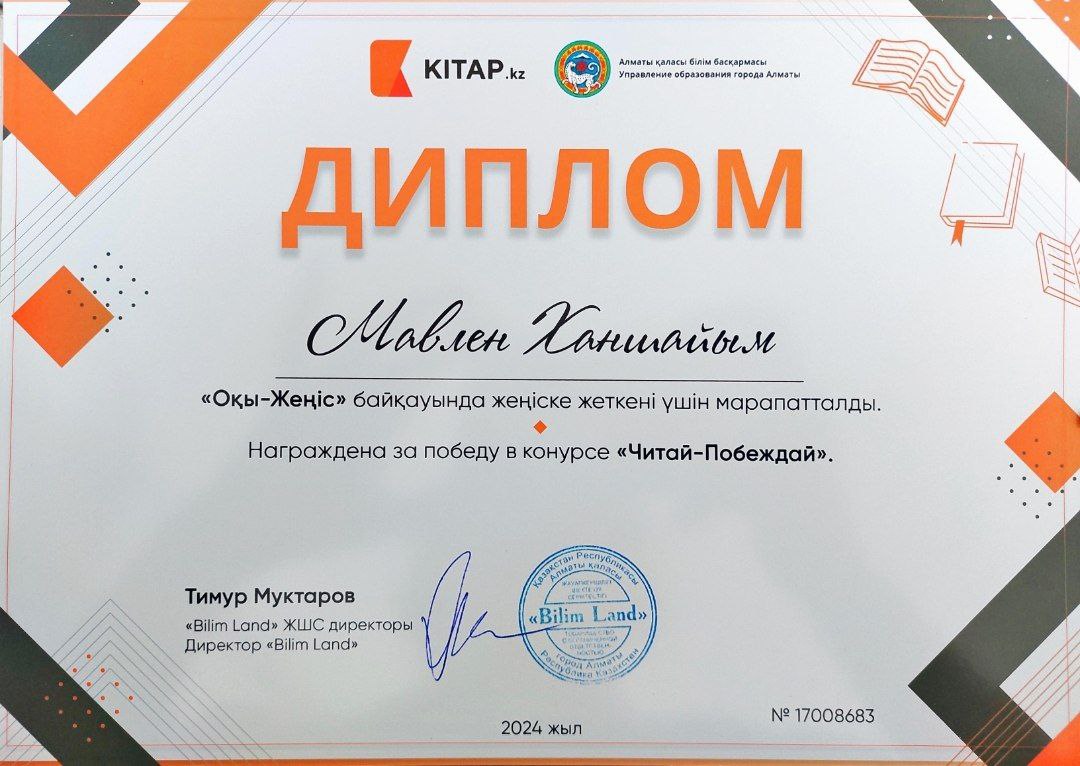 KITAP.kz
Алматы қаласы білім басқармасы
Управление образования города Алматы
ДИПЛОМ
Мавлен Ханшайым
«Оқы-Жеңіс» байқауында жеңіске жеткені үшін марапатталды.
Награждена за победу в конурсе «Читай-Побеждай».
Тимур Муктаров
«Bilim Land» ЖШС директоры
Директор «Bilim Land»
Қазақстан Республикасы
Алматы қаласы
«Bilim Land»
город Алматы
Республика Казахстан
2024 жыл
№ 17008683